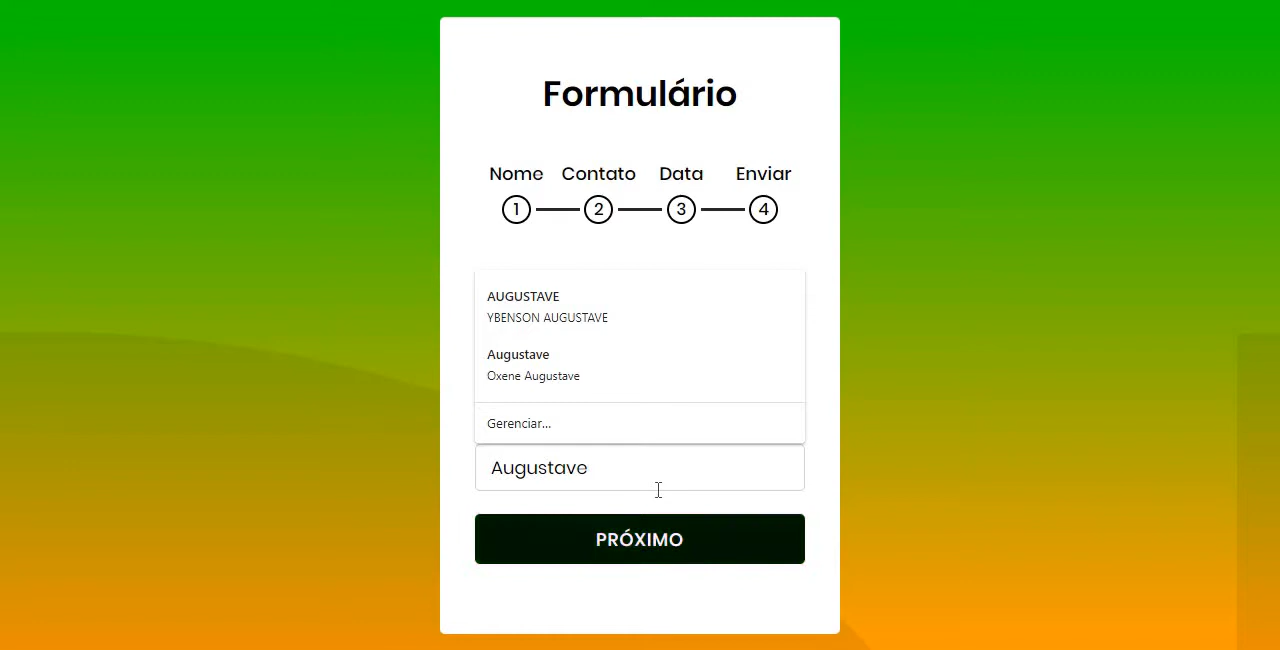 Formulário
Nome Contato Data Enviar
1 2 3 4
AUGUSTAVE
YBENSON AUGUSTAVE
Augustave
Oxene Augustave
Gerenciar...
Augustave
PRÓXIMO